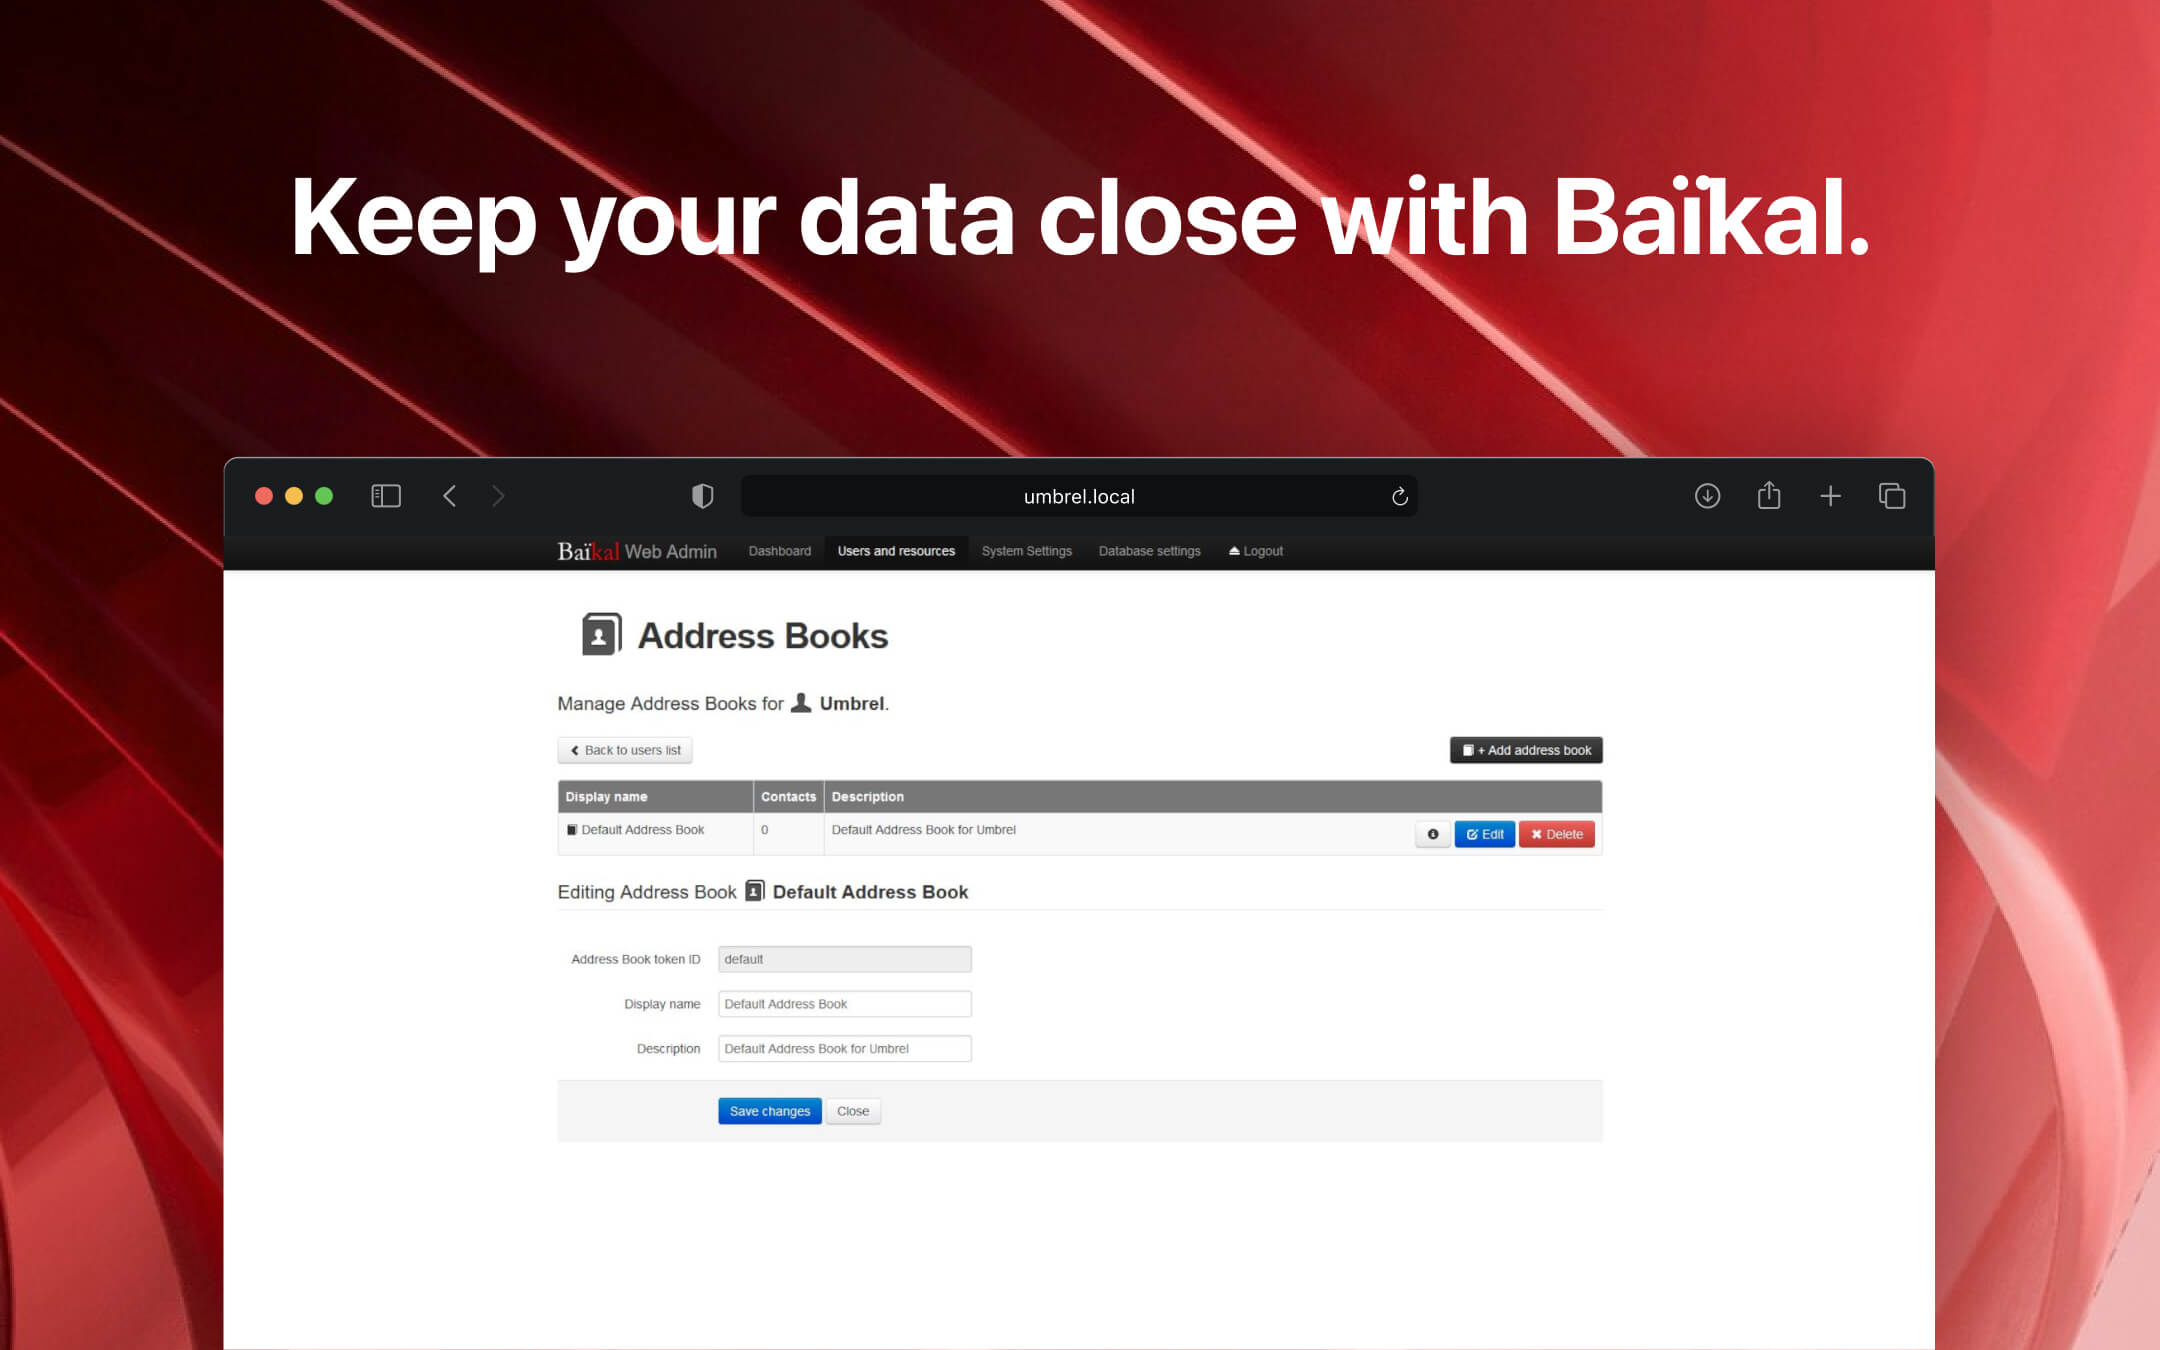 Keep your data close with Baïkal.
umbrel.local
Baïkal Web Admin Dashboard Users and resources System Settings Database settings Logout
Address Books
Manage Address Books for Umbrel.
Back to users list + Add address book
Display name Contacts Description
Default Address Book 0 Default Address Book for Umbrel Edit Delete
Editing Address Book Default Address Book
Address Book token ID default
Display name Default Address Book
Description Default Address Book for Umbrel
Save changes Close